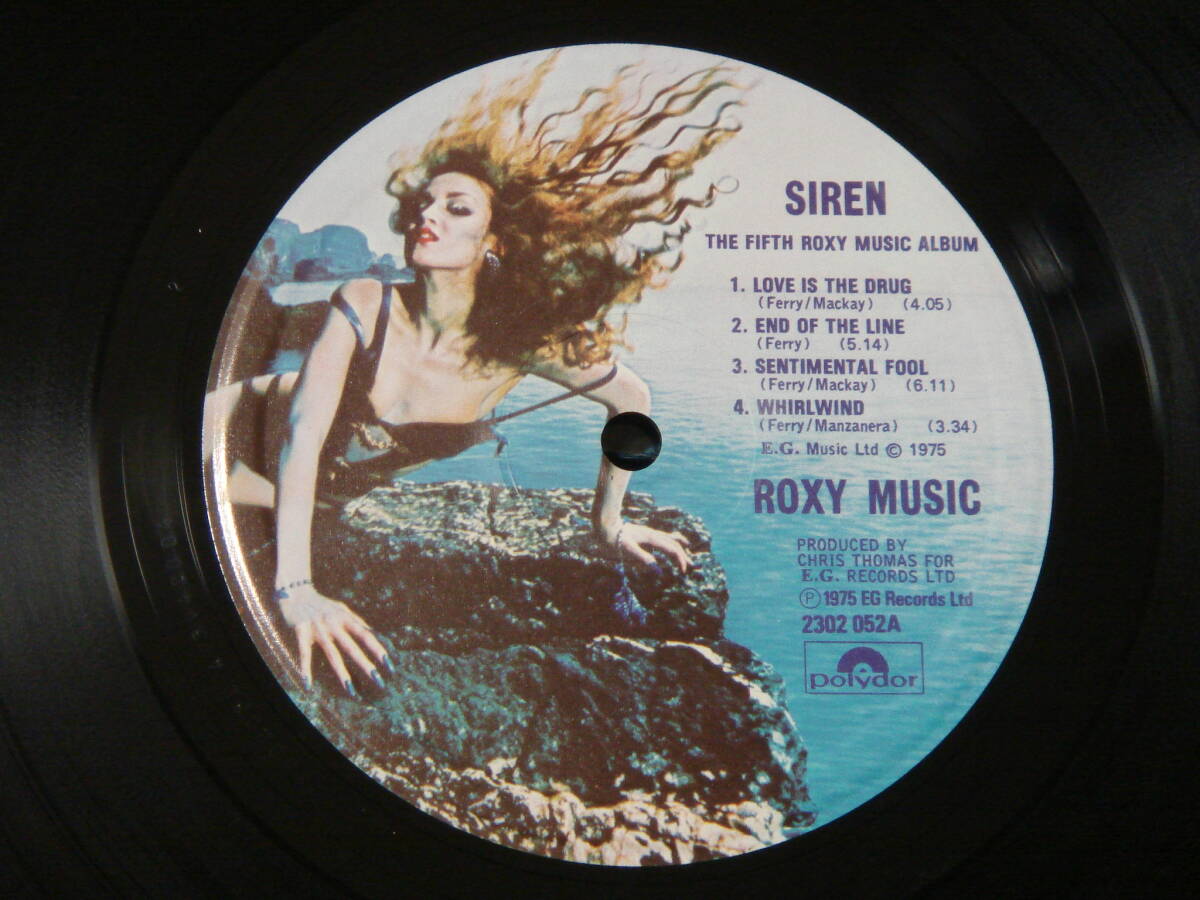 SIREN
THE FIFTH ROXY MUSIC ALBUM
1. LOVE IS THE DRUG
(Ferry/Mackay) (4.05)
2. END OF THE LINE
(Ferry) (5.14)
3. SENTIMENTAL FOOL
(Ferry/Mackay) (6.11)
4. WHIRLWIND
(Ferry/Manzanera) (3.34)
E.G. Music Ltd © 1975
ROXY MUSIC
PRODUCED BY
CHRIS THOMAS FOR
E.G. RECORDS LTD
℗ 1975 EG Records Ltd
2302 052A
polydor